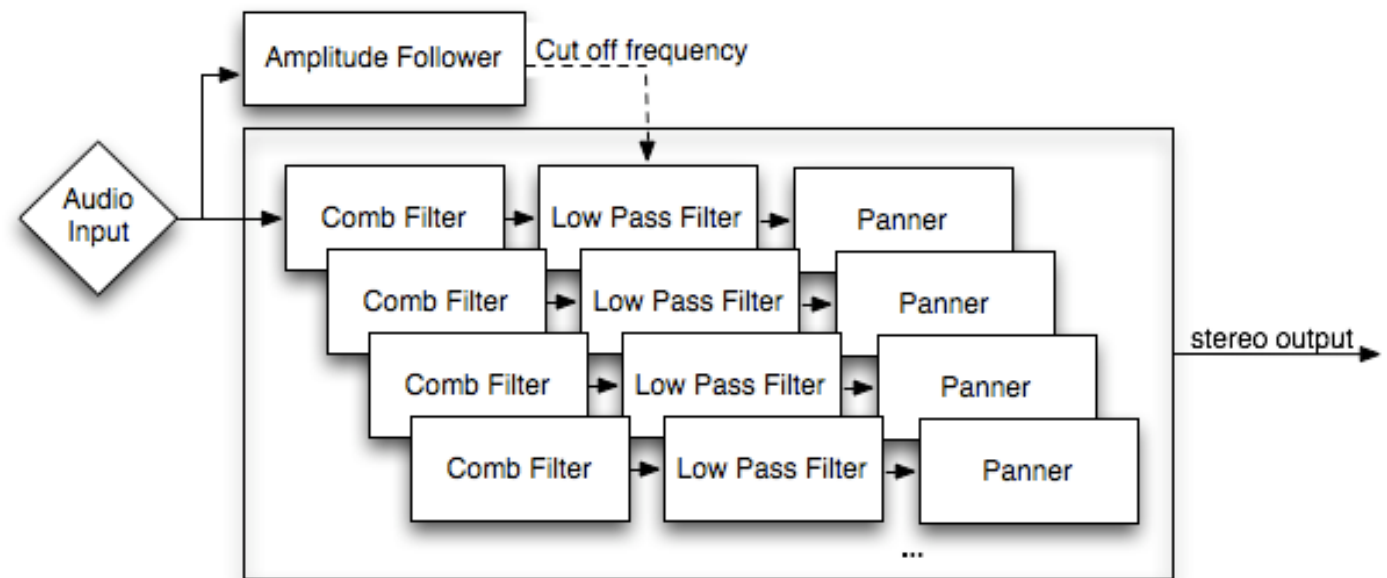 Amplitude Follower
Cut off frequency
Audio
Input
Comb Filter
Low Pass Filter
Panner
Comb Filter
Low Pass Filter
Panner
stereo output
Comb Filter
Low Pass Filter
Panner
Comb Filter
Low Pass Filter
Panner
...